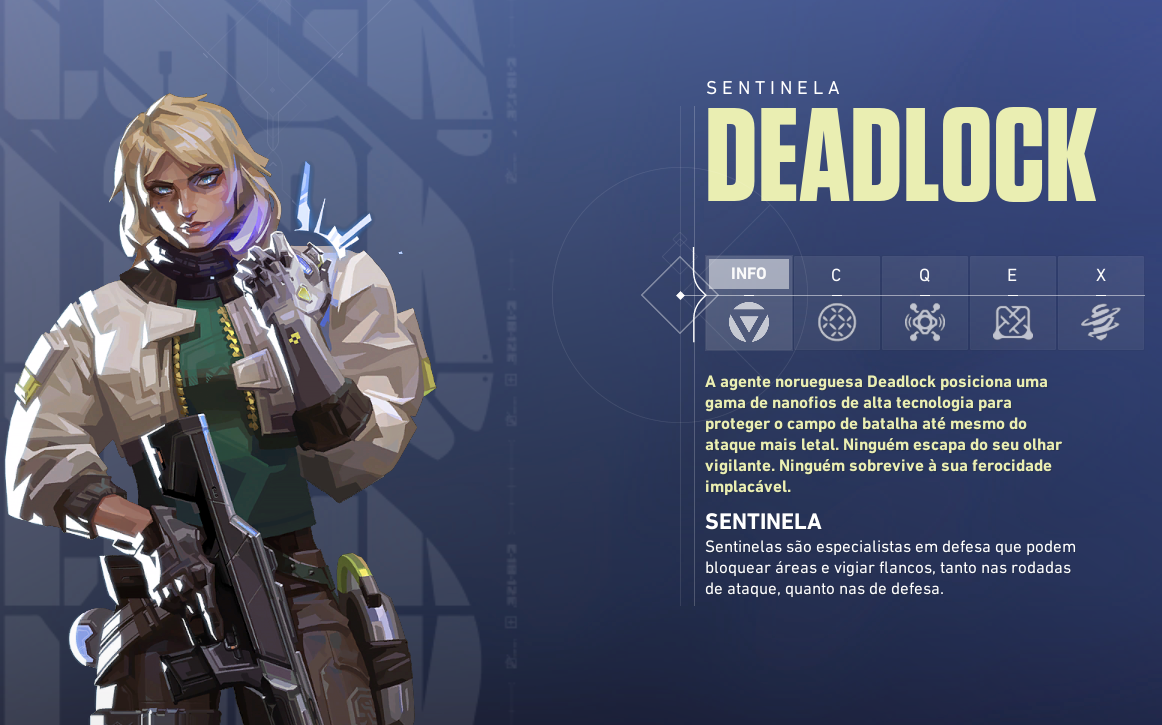 SENTINELA
DEADLOCK
INFO C Q E X
A agente norueguesa Deadlock posiciona uma
gama de nanofios de alta tecnologia para
proteger o campo de batalha até mesmo do
ataque mais letal. Ninguém escapa do seu olhar
vigilante. Ninguém sobrevive à sua ferocidade
implacável.
SENTINELA
Sentinelas são especialistas em defesa que podem
bloquear áreas e vigiar flancos, tanto nas rodadas
de ataque, quanto nas de defesa.